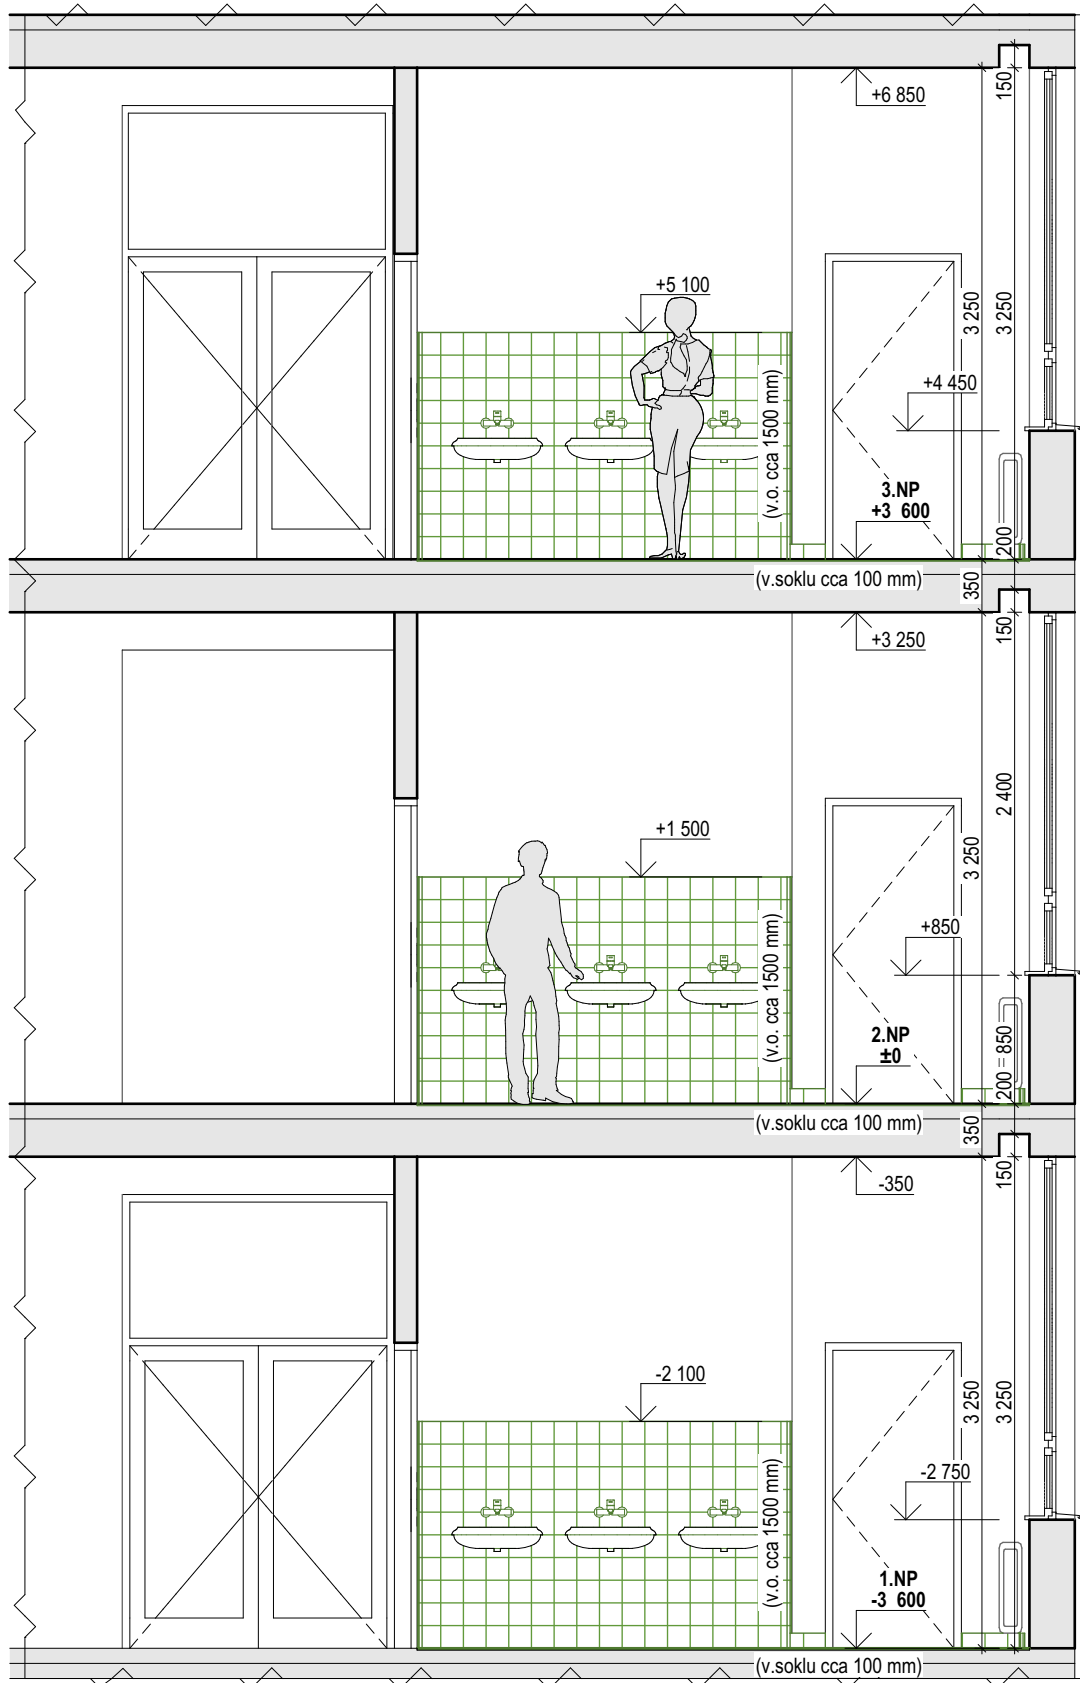 +6 850
150
+5 100
3 250
3 250
+4 450
(v.o. cca 1500 mm)
3.NP
+3 600
200
(v.soklu cca 100 mm)
350
150
+3 250
2 400
+1 500
3 250
+850
(v.o. cca 1500 mm)
2.NP
±0
200 = 850
(v.soklu cca 100 mm)
350
150
-350
-2 100
3 250
3 250
-2 750
(v.o. cca 1500 mm)
1.NP
-3 600
(v.soklu cca 100 mm)